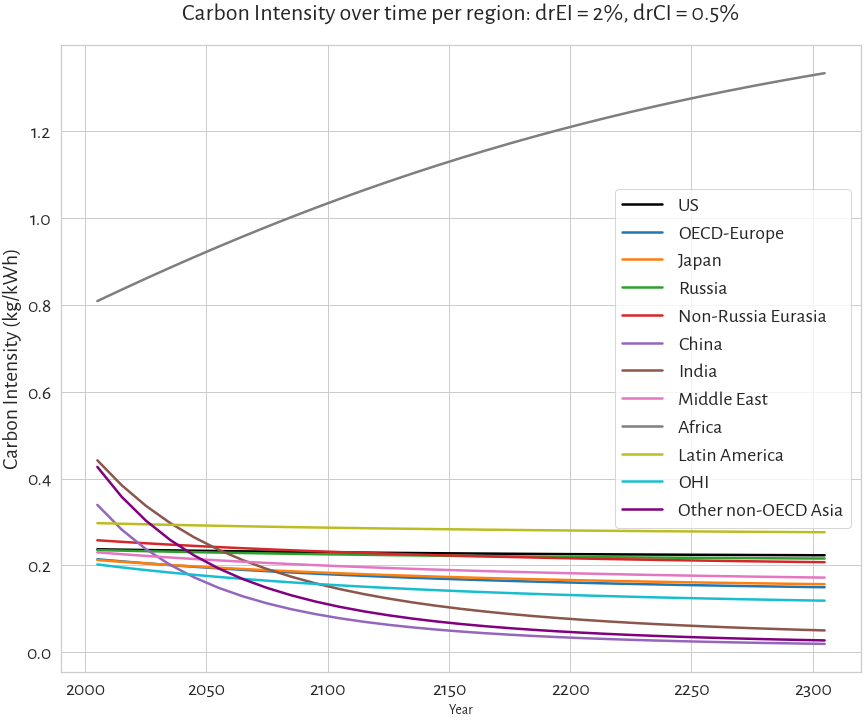 Carbon Intensity over time per region: drEI = 2%, drCI = 0.5%
Carbon Intensity (kg/kWh)
1.2
1.0
0.8
0.6
0.4
0.2
0.0
US
OECD-Europe
Japan
Russia
Non-Russia Eurasia
China
India
Middle East
Africa
Latin America
OHI
Other non-OECD Asia
2000 2050 2100 2150 2200 2250 2300
Year